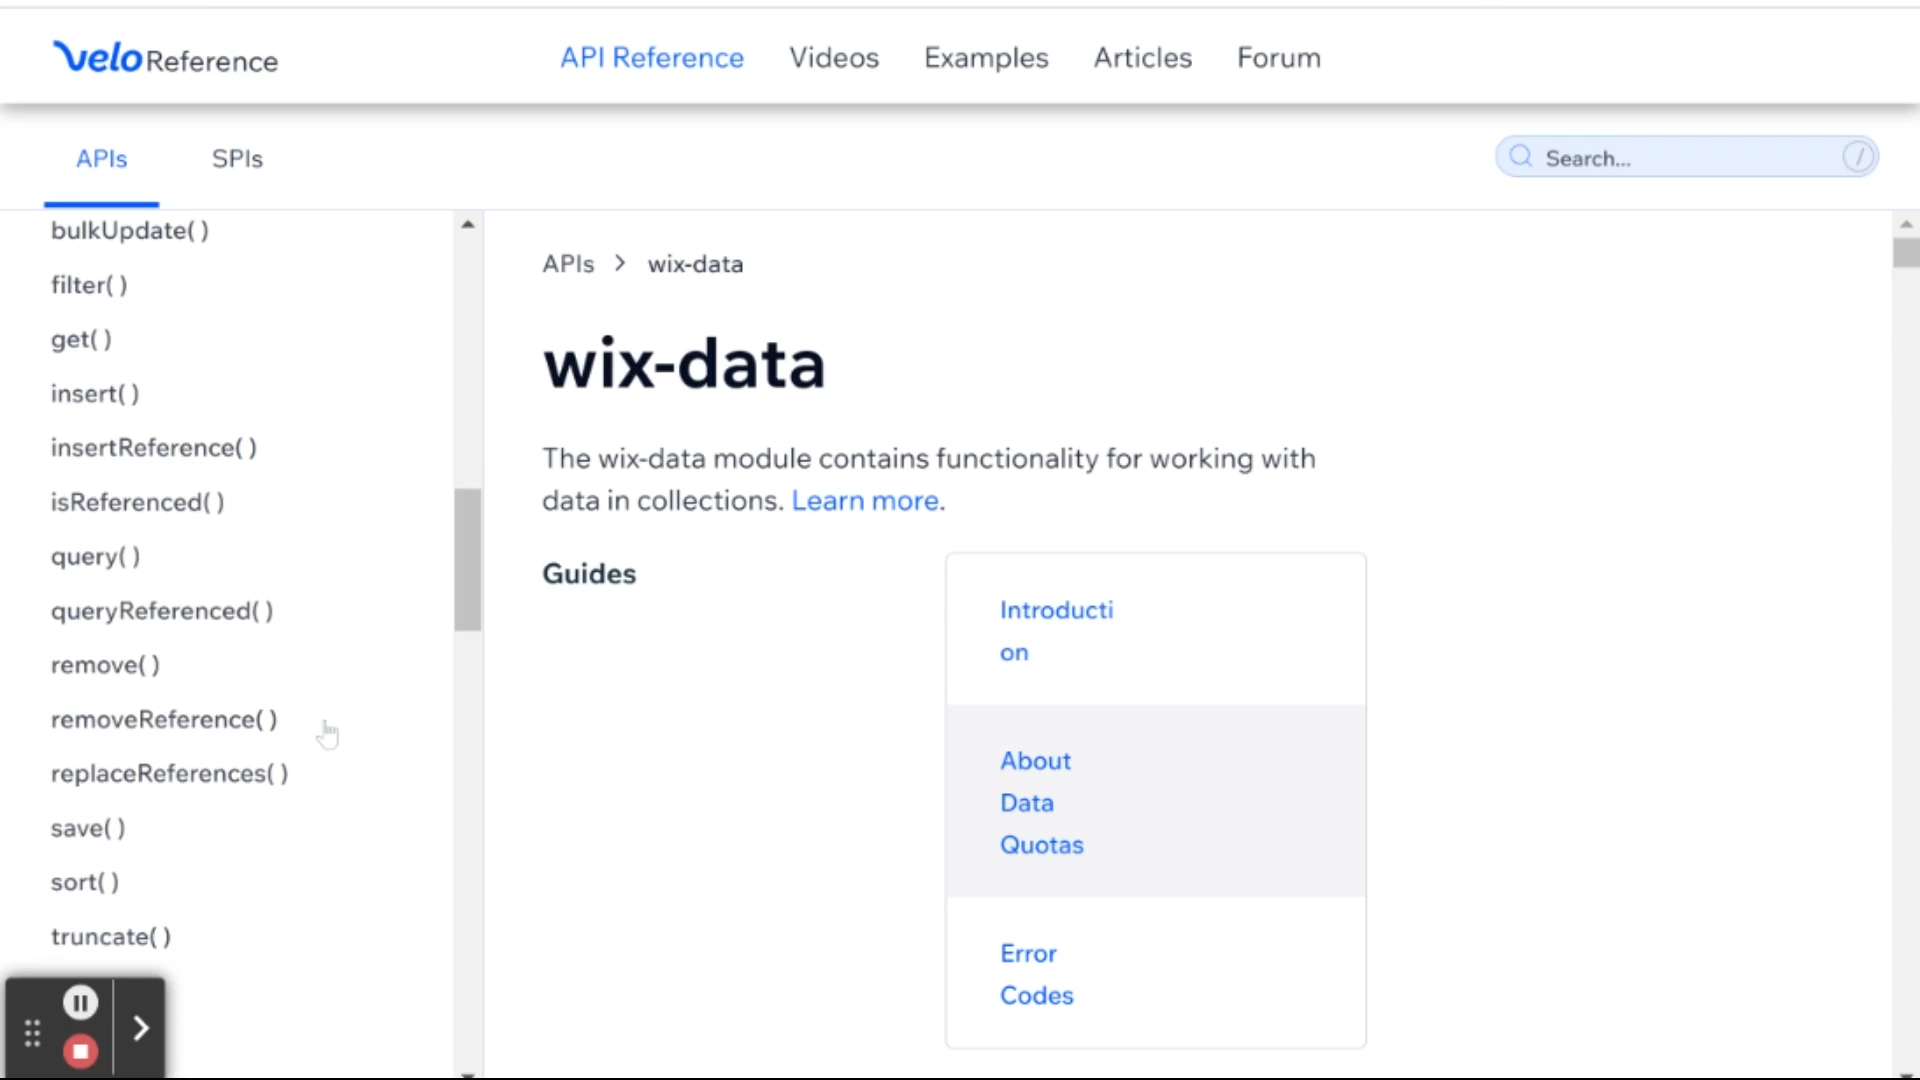 velo Reference
API Reference
Videos
Examples
Articles
Forum
APIs
SPIs
Search...
/
bulkUpdate( )
filter( )
get( )
insert( )
insertReference( )
isReferenced( )
query( )
queryReferenced( )
remove( )
removeReference( )
replaceReferences( )
save( )
sort( )
truncate( )
APIs > wix-data
wix-data
The wix-data module contains functionality for working with
data in collections. Learn more.
Guides
Introducti
on
About
Data
Quotas
Error
Codes